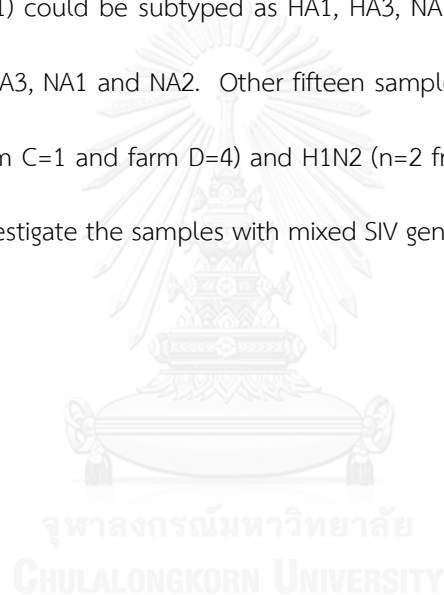 1) could be subtyped as HA1, HA3, NA
A3, NA1 and NA2. Other fifteen sample
m C=1 and farm D=4) and H1N2 (n=2 fr
estigate the samples with mixed SIV gen
จุฬาลงกรณ์มหาวิทยาลัย
CHULALONGKORN UNIVERSITY